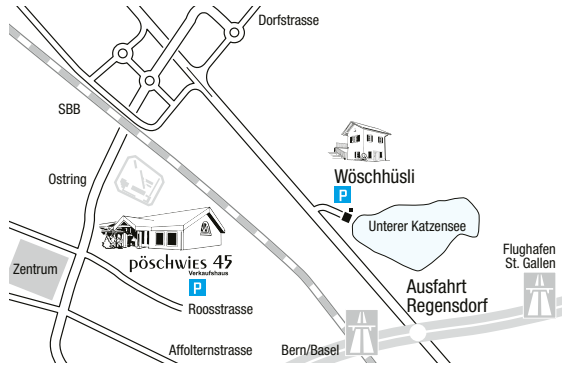 Dorfstrasse
SBB
Wöschhüsli
P
Ostring
Unterer Katzensee
pöschwies 45
Verkaufshaus
P
Flughafen
St. Gallen
Zentrum
Ausfahrt
Regensdorf
Roosstrasse
Affolternstrasse
Bern/Basel